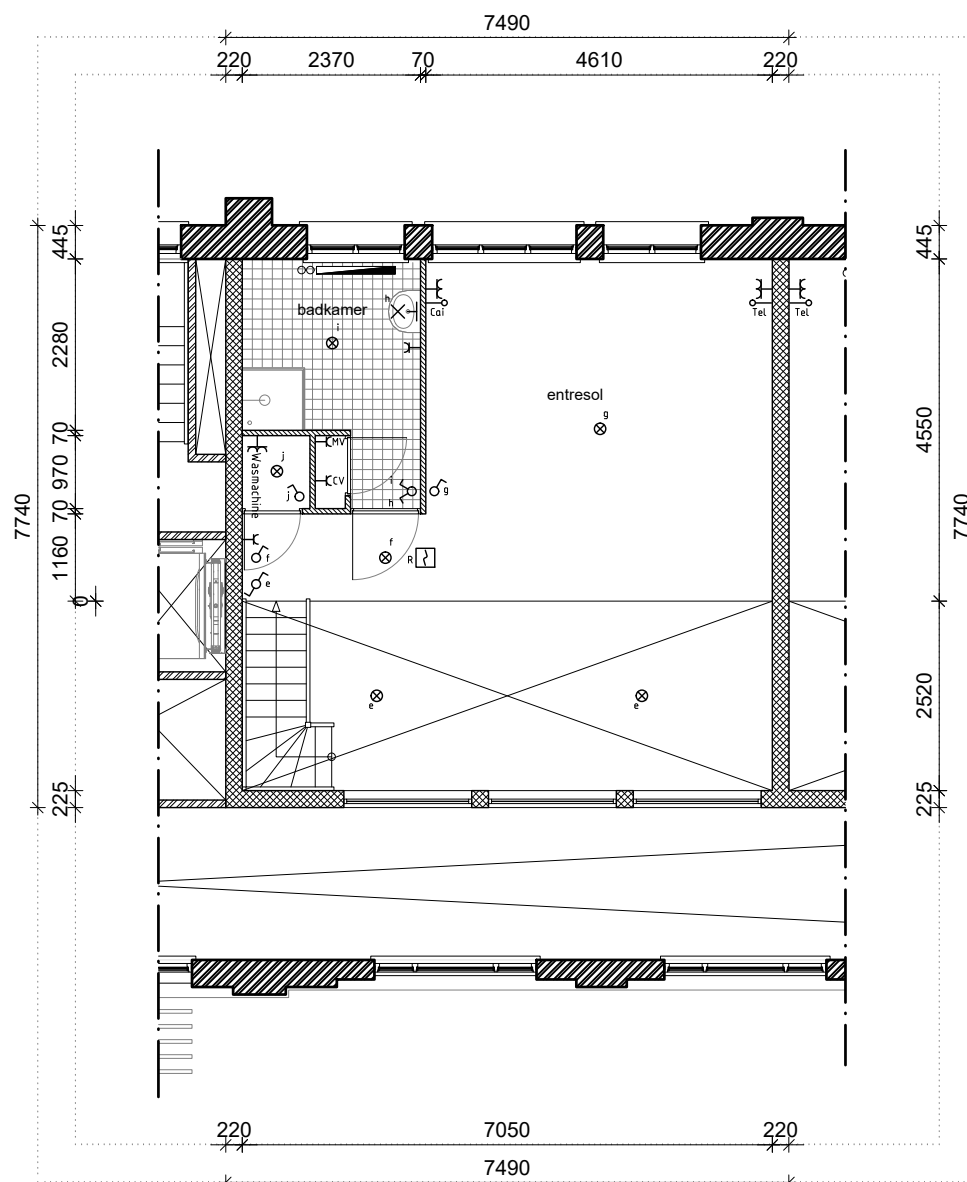 7490
220 2370 70 4610 220
445
2280
70
970
70
1160
0
225
7740
445
4550
2520
225
7740
badkamer
h
i
Cai
Tel
Tel
entresol
g
Wasmachine
j
j
MV
CV
i
h
g
f
e
f
R
e
e
220 7050 220
7490